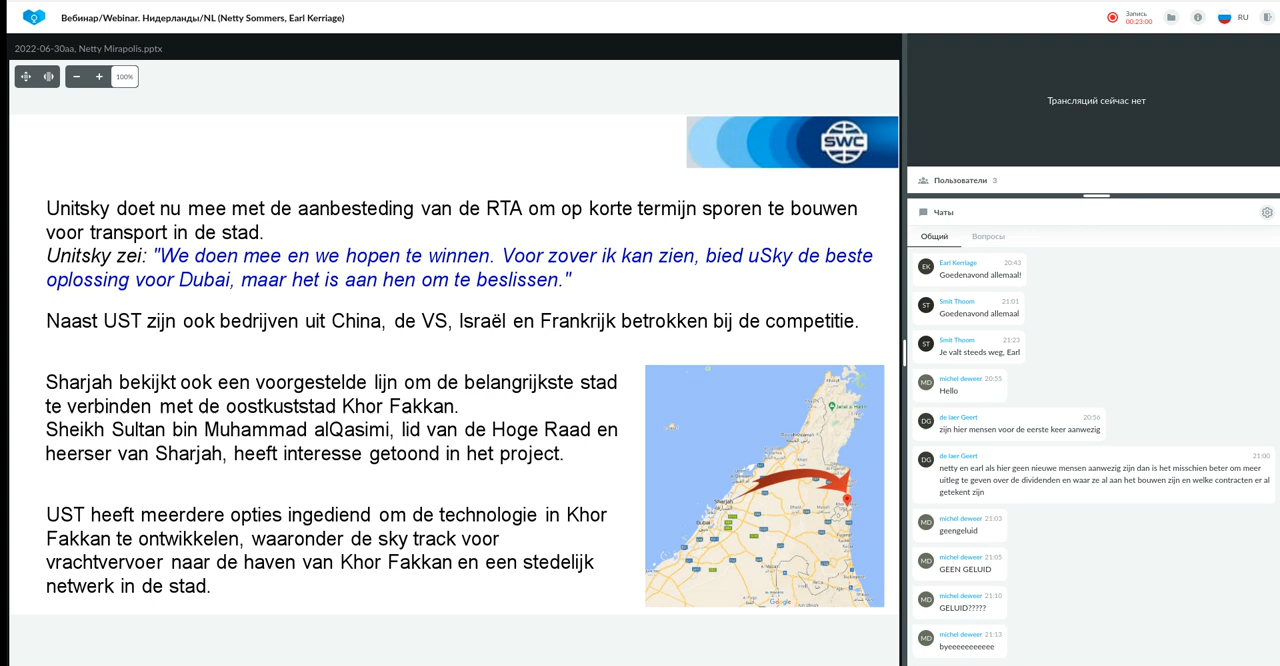 Вебинар/Webinar. Нидерланды/NL (Netty Sommers, Earl Kerriage)
Запись
00:23:00
RU
2022-06-30aa, Netty Mirapolis.pptx
100%
SWC
Unitsky doet nu mee met de aanbesteding van de RTA om op korte termijn sporen te bouwen
voor transport in de stad.
Unitsky zei: "We doen mee en we hopen te winnen. Voor zover ik kan zien, bied uSky de beste
oplossing voor Dubai, maar het is aan hen om te beslissen."
Naast UST zijn ook bedrijven uit China, de VS, Israël en Frankrijk betrokken bij de competitie.
Sharjah bekijkt ook een voorgestelde lijn om de belangrijkste stad
te verbinden met de oostkuststad Khor Fakkan.
Sheikh Sultan bin Muhammad alQasimi, lid van de Hoge Raad en
heerser van Sharjah, heeft interesse getoond in het project.
UST heeft meerdere opties ingediend om de technologie in Khor
Fakkan te ontwikkelen, waaronder de sky track voor
vrachtvervoer naar de haven van Khor Fakkan en een stedelijk
netwerk in de stad.
Sharjah
Dubai
Google
Трансляций сейчас нет
Пользователи 3
Чаты
Общий Вопросы
EK Earl Kerriage 20:43
Goedenavond allemaal!
ST Smit Thoom 21:01
Goedenavond allemaal
ST Smit Thoom 21:23
Je valt steeds weg, Earl
MD michel deweer 20:55
Hello
DG de laer Geert 20:56
zijn hier mensen voor de eerste keer aanwezig
DG de laer Geert 21:00
netty en earl als hier geen nieuwe mensen aanwezig zijn dan is het misschien beter om meer
uitleg te geven over de dividenden en waar ze al aan het bouwen zijn en welke contracten er al
getekent zijn
MD michel deweer 21:03
geengeluid
MD michel deweer 21:05
GEEN GELUID
MD michel deweer 21:10
GELUID?????
MD michel deweer 21:13
byeeeeeeeeeee